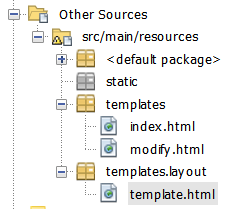 Other Sources
src/main/resources
<default package>
static
templates
index.html
modify.html
templates.layout
template.html